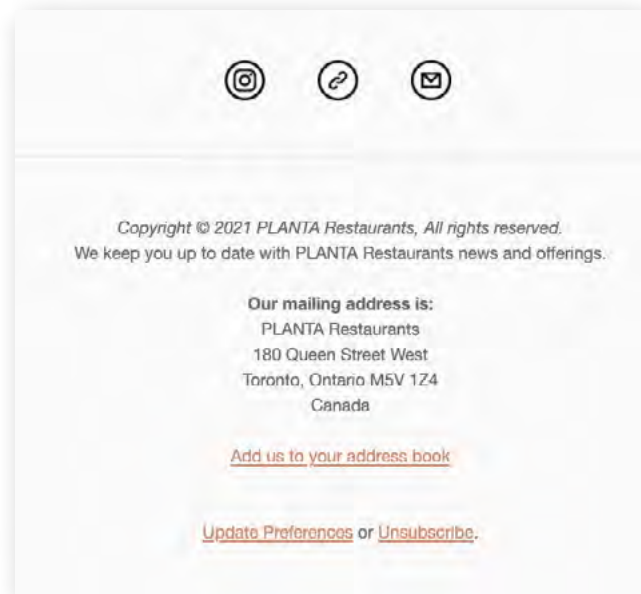 Copyright © 2021 PLANTA Restaurants, All rights reserved.
We keep you up to date with PLANTA Restaurants news and offerings.
Our mailing address is:
PLANTA Restaurants
180 Queen Street West
Toronto, Ontario M5V 1Z4
Canada
Add us to your address book
Update Preferences or Unsubscribe.